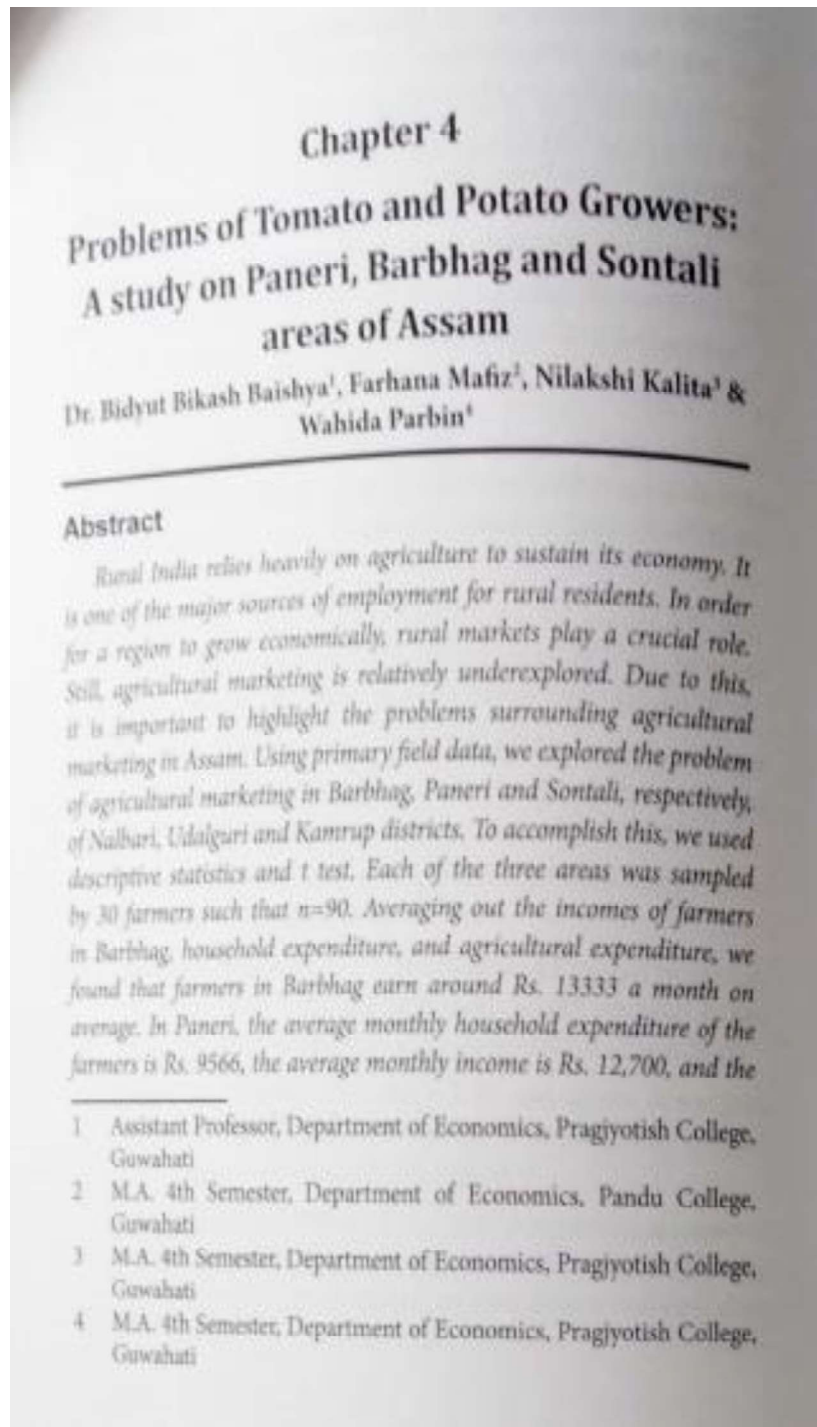 Chapter 4
Problems of Tomato and Potato Growers:
A study on Paneri, Barbhag and Sontali
areas of Assam
Dr. Bidyut Bikash Baishya¹, Farhana Mafiz², Nilakshi Kalita³ &
Wahida Parbin⁴
Abstract
Rural India relies heavily on agriculture to sustain its economy. It
is one of the major sources of employment for rural residents. In order
for a region to grow economically, rural markets play a crucial role.
Still, agricultural marketing is relatively underexplored. Due to this,
it is important to highlight the problems surrounding agricultural
marketing in Assam. Using primary field data, we explored the problem
of agricultural marketing in Barbhag, Paneri and Sontali, respectively,
of Nalbari, Udalguri and Kamrup districts. To accomplish this, we used
descriptive statistics and t test. Each of the three areas was sampled
by 30 farmers such that n=90. Averaging out the incomes of farmers
in Barbhag, household expenditure, and agricultural expenditure, we
found that farmers in Barbhag earn around Rs. 13333 a month on
average. In Paneri, the average monthly household expenditure of the
farmers is Rs. 9566, the average monthly income is Rs. 12,700, and the
1 Assistant Professor, Department of Economics, Pragjyotish College,
Guwahati
2 M.A. 4th Semester, Department of Economics, Pandu College,
Guwahati
3 M.A. 4th Semester, Department of Economics, Pragjyotish College,
Guwahati
4 M.A. 4th Semester, Department of Economics, Pragjyotish College,
Guwahati